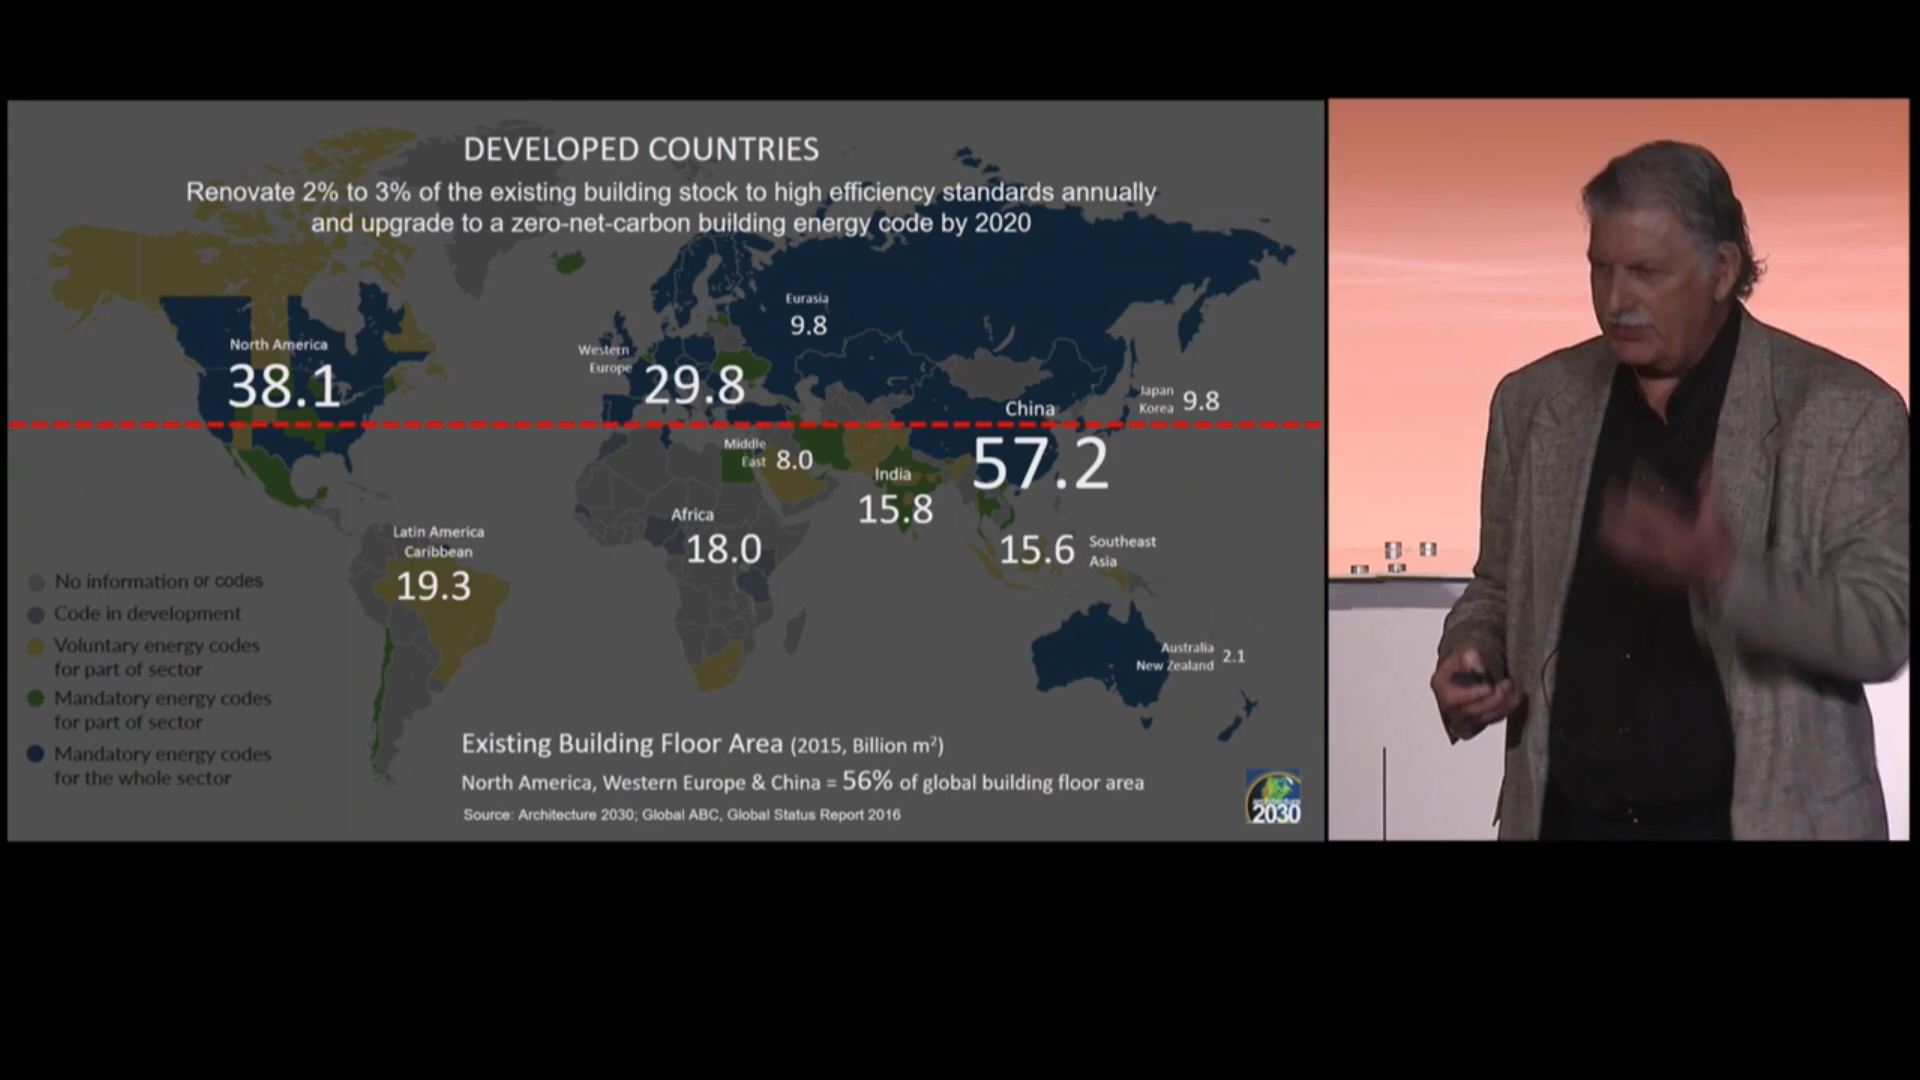 DEVELOPED COUNTRIES
Renovate 2% to 3% of the existing building stock to high efficiency standards annually
and upgrade to a zero-net-carbon building energy code by 2020
Eurasia
9.8
North America
38.1
Western
Europe
29.8
Japan
Korea
9.8
China
57.2
Middle
East
8.0
India
15.8
Africa
18.0
Latin America
Caribbean
19.3
15.6
Southeast
Asia
Australia
New Zealand
2.1
No information or codes
Code in development
Voluntary energy codes
for part of sector
Mandatory energy codes
for part of sector
Mandatory energy codes
for the whole sector
Existing Building Floor Area (2015, Billion m²)
North America, Western Europe & China = 56% of global building floor area
Source: Architecture 2030; Global ABC, Global Status Report 2016
2030